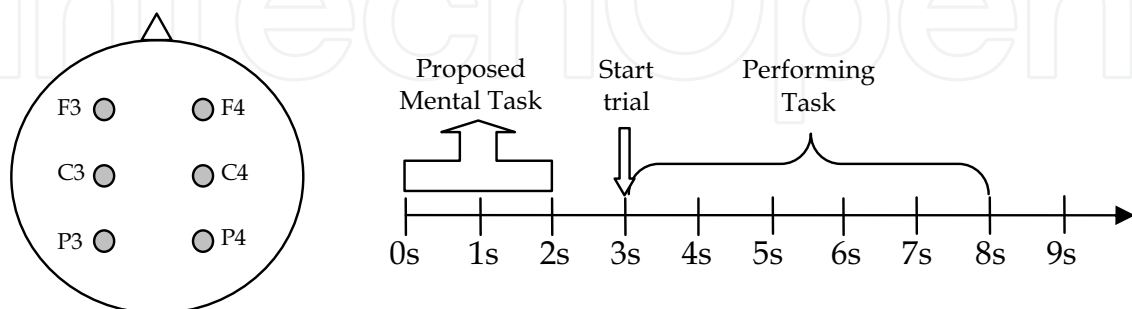 IntechOpen
F3 F4
C3 C4
P3 P4
Proposed
Mental Task
Start
trial
Performing
Task
0s 1s 2s 3s 4s 5s 6s 7s 8s 9s